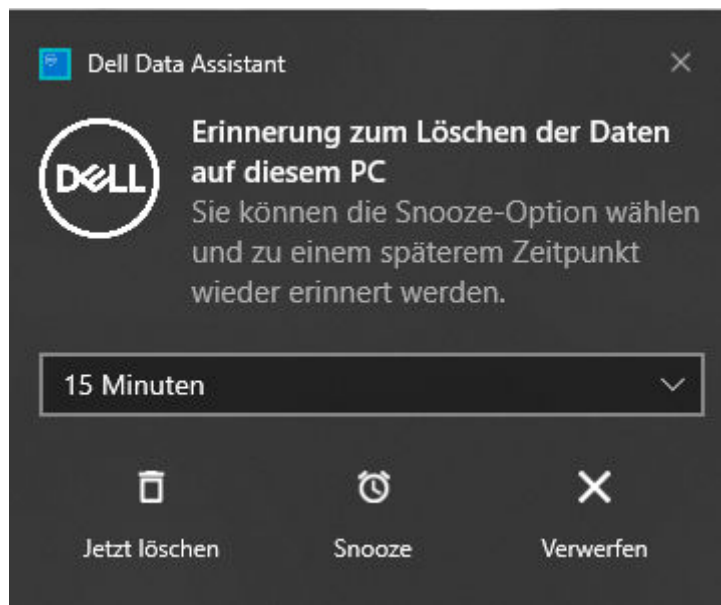 Dell Data Assistant
DELL
Erinnerung zum Löschen der Daten
auf diesem PC
Sie können die Snooze-Option wählen
und zu einem späterem Zeitpunkt
wieder erinnert werden.
15 Minuten
Jetzt löschen Snooze Verwerfen